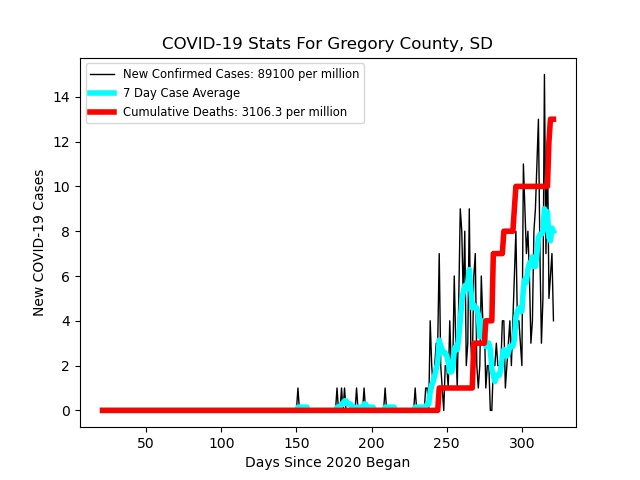 COVID-19 Stats For Gregory County, SD
New Confirmed Cases: 89100 per million
7 Day Case Average
Cumulative Deaths: 3106.3 per million
New COVID-19 Cases
14
12
10
8
6
4
2
0
50 100 150 200 250 300
Days Since 2020 Began